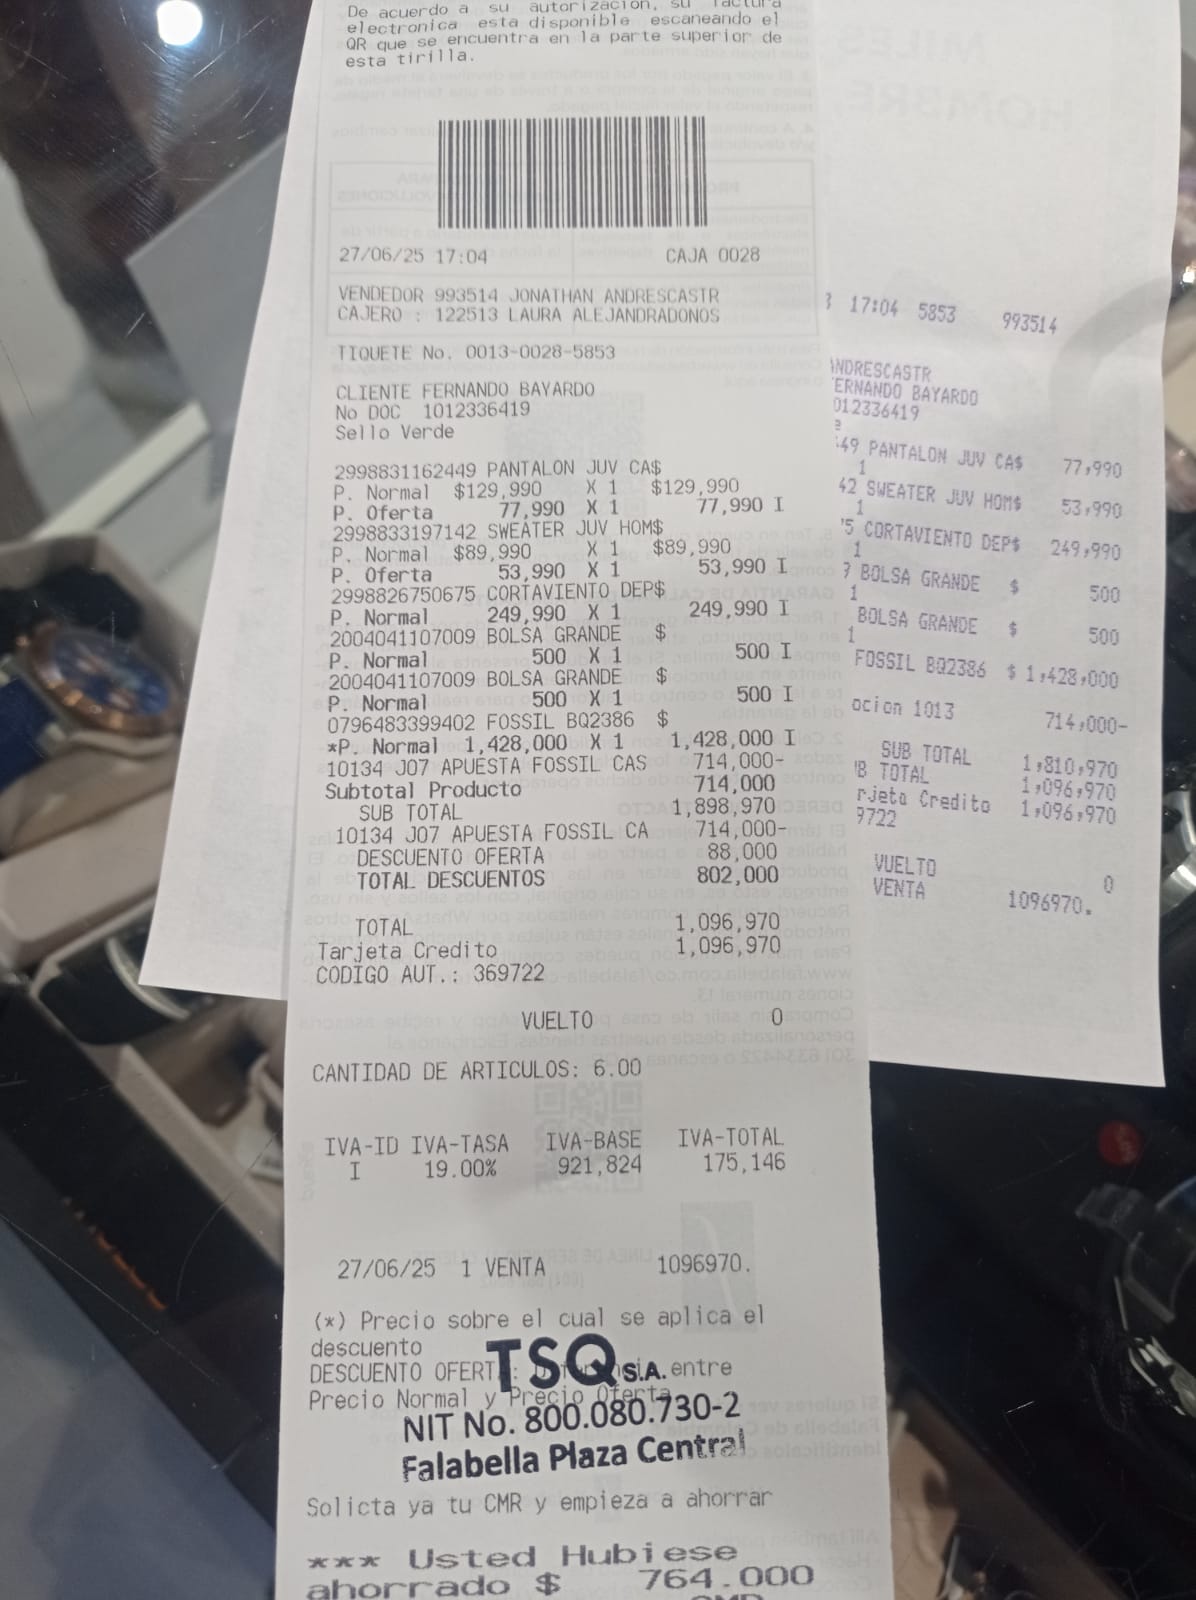 De acuerdo a su autorización, su factura
electronica esta disponible escaneando el
QR que se encuentra en la parte superior de
esta tirilla.
27/06/25 17:04 CAJA 0028
VENDEDOR 993514 JONATHAN ANDRESCASTR
CAJERO : 122513 LAURA ALEJANDRADONOS
TIQUETE No. 0013-0028-5853
CLIENTE FERNANDO BAYARDO
No DOC 1012336419
Sello Verde
2998831162449 PANTALON JUV CA$
P. Normal $129,990 X 1 $129,990
P. Oferta 77,990 X 1 77,990 I
2998833197142 SWEATER JUV HOM$
P. Normal $89,990 X 1 $89,990
P. Oferta 53,990 X 1 53,990 I
2998826750675 CORTAVIENTO DEP$
P. Normal 249,990 X 1 249,990 I
2004041107009 BOLSA GRANDE $
P. Normal 500 X 1 500 I
2004041107009 BOLSA GRANDE $
P. Normal 500 X 1 500 I
0796483399402 FOSSIL BQ2386 $
*P. Normal 1,428,000 X 1 1,428,000 I
10134 J07 APUESTA FOSSIL CAS 714,000-
Subtotal Producto 714,000
SUB TOTAL 1,898,970
10134 J07 APUESTA FOSSIL CA 714,000-
DESCUENTO OFERTA 88,000
TOTAL DESCUENTOS 802,000
TOTAL 1,096,970
Tarjeta Credito 1,096,970
CODIGO AUT.: 369722
VUELTO 0
CANTIDAD DE ARTICULOS: 6.00
IVA-ID IVA-TASA IVA-BASE IVA-TOTAL
I 19.00% 921,824 175,146
27/06/25 1 VENTA 1096970.
(*) Precio sobre el cual se aplica el
descuento
DESCUENTO OFERT : entre
Precio Normal y Precio Oferta
TSQ S.A.
NIT No. 800.080.730-2
Falabella Plaza Central
Solicta ya tu CMR y empieza a ahorrar
*** Usted Hubiese
ahorrado $ 764.000
3 17:04 5853 993514
ANDRESCASTR
ERNANDO BAYARDO
012336419
49 PANTALON JUV CA$ 77,990
1
42 SWEATER JUV HOM$ 53,990
1
75 CORTAVIENTO DEP$ 249,990
1
BOLSA GRANDE $ 500
1
BOLSA GRANDE $ 500
1
FOSSIL BQ2386 $ 1,428,000
ocion 1013 714,000-
SUB TOTAL 1,810,970
B TOTAL 1,096,970
rjeta Credito 1,096,970
9722
VUELTO 0
VENTA 1096970.